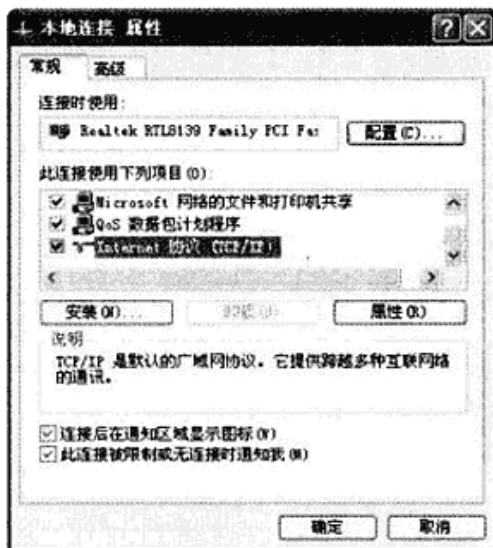 本地连接 属性
常规 高级
连接时使用:
Realtek RTL8139 Family PCI Fas
配置(C)...
此连接使用下列项目(O):
Microsoft 网络的文件和打印机共享
QoS 数据包计划程序
Internet 协议 (TCP/IP)
安装(N)... 卸载(U) 属性(R)
说明
TCP/IP 是默认的广域网协议。它提供跨越多种互联网络
的通讯。
连接后在通知区域显示图标(W)
此连接被限制或无连接时通知我(M)
确定 取消